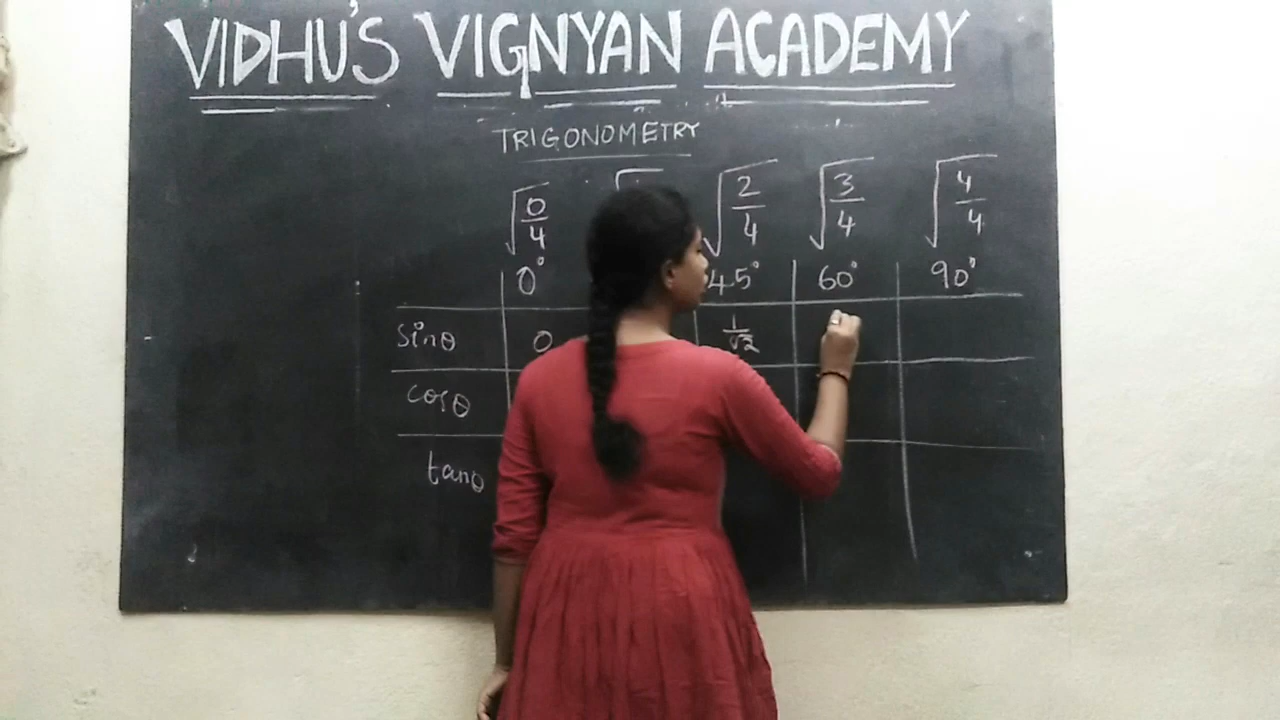 VIDHU'S VIGNYAN ACADEMY
TRIGONOMETRY
√0/4 √2/4 √3/4 √4/4
0° 45° 60° 90°
sinθ 0 1/√2
cosθ
tanθ